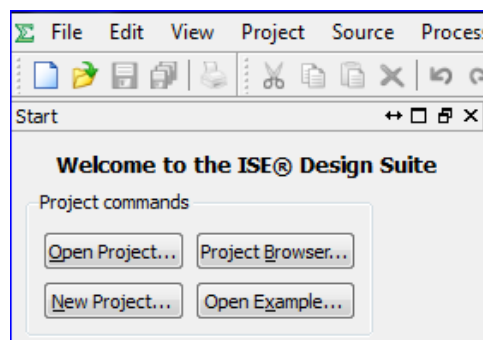 File Edit View Project Source Proces
Start
Welcome to the ISE® Design Suite
Project commands
Open Project... Project Browser...
New Project... Open Example...